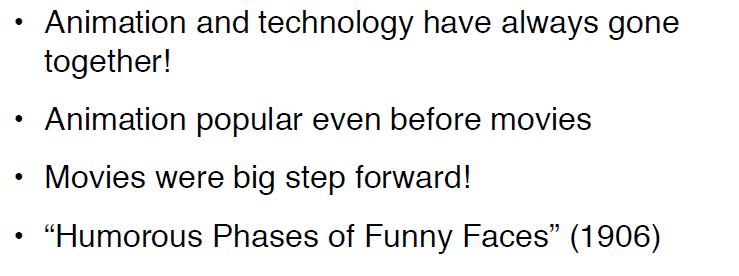 • Animation and technology have always gone
together!
• Animation popular even before movies
• Movies were big step forward!
• “Humorous Phases of Funny Faces” (1906)